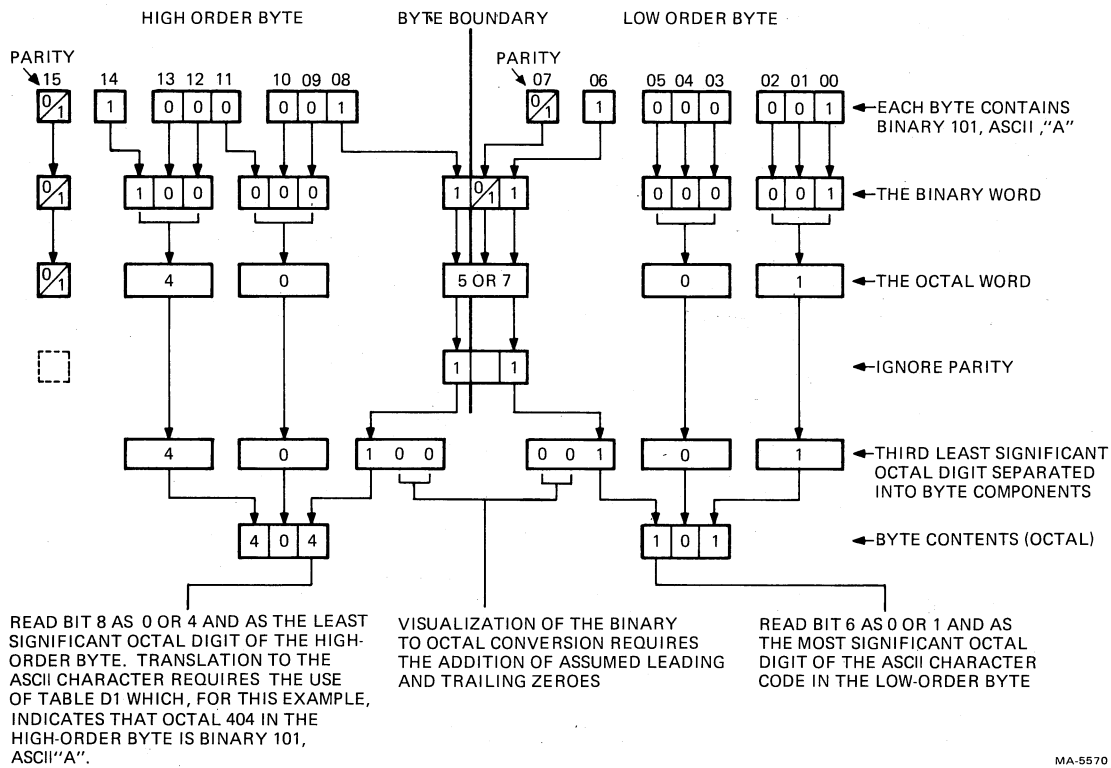 HIGH ORDER BYTE BYTE BOUNDARY LOW ORDER BYTE
PARITY PARITY
15 14 13 12 11 10 09 08 07 06 05 04 03 02 01 00
0/1 1 0 0 0 0 0 1 0/1 1 0 0 0 0 0 1 EACH BYTE CONTAINS
BINARY 101, ASCII ,"A"
0/1 1 0 0 0 0 0 1 0/1 1 0 0 0 0 0 1 THE BINARY WORD
0/1 4 0 5 OR 7 0 1 THE OCTAL WORD
1 1 IGNORE PARITY
4 0 1 0 0 0 0 1 0 1 THIRD LEAST SIGNIFICANT
OCTAL DIGIT SEPARATED
INTO BYTE COMPONENTS
4 0 4 1 0 1 BYTE CONTENTS (OCTAL)
READ BIT 8 AS 0 OR 4 AND AS THE LEAST
SIGNIFICANT OCTAL DIGIT OF THE HIGH-
ORDER BYTE. TRANSLATION TO THE
ASCII CHARACTER REQUIRES THE USE
OF TABLE D1 WHICH, FOR THIS EXAMPLE,
INDICATES THAT OCTAL 404 IN THE
HIGH-ORDER BYTE IS BINARY 101,
ASCII"A".
VISUALIZATION OF THE BINARY
TO OCTAL CONVERSION REQUIRES
THE ADDITION OF ASSUMED LEADING
AND TRAILING ZEROES
READ BIT 6 AS 0 OR 1 AND AS
THE MOST SIGNIFICANT OCTAL
DIGIT OF THE ASCII CHARACTER
CODE IN THE LOW-ORDER BYTE
MA-5570